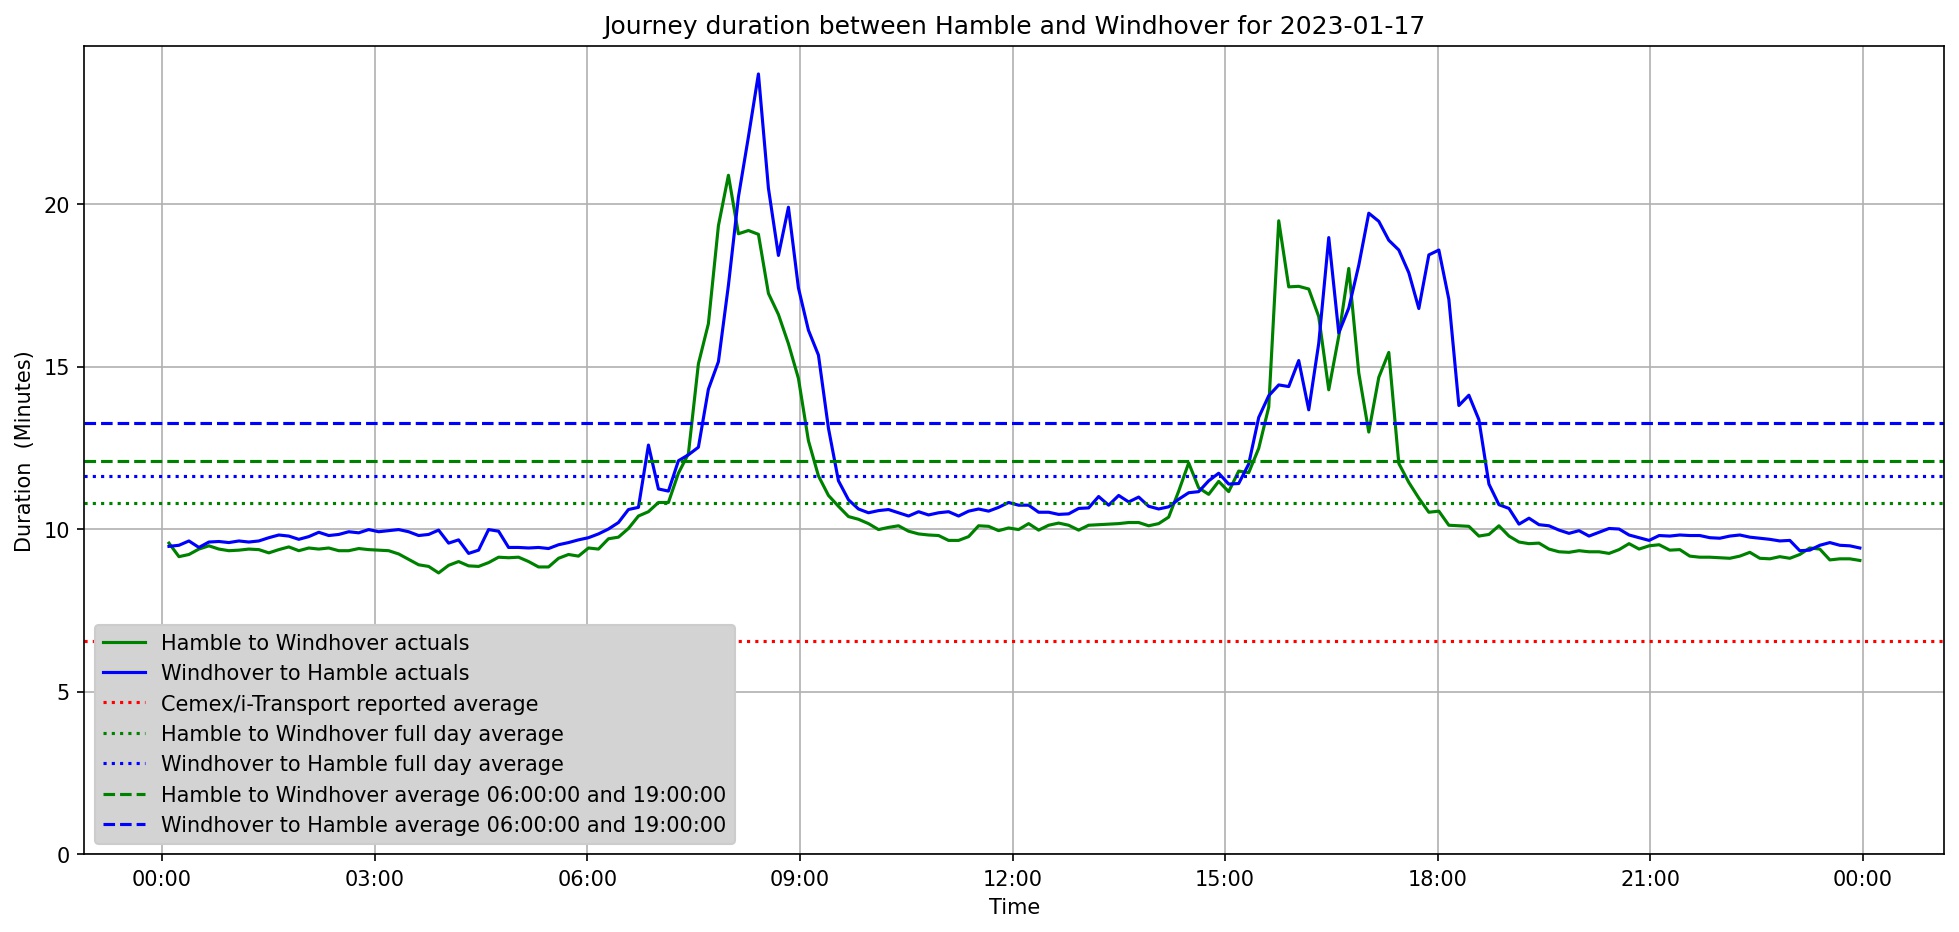 Journey duration between Hamble and Windhover for 2023-01-17
Duration  (Minutes)
20
15
10
5
0
Hamble to Windhover actuals
Windhover to Hamble actuals
Cemex/i-Transport reported average
Hamble to Windhover full day average
Windhover to Hamble full day average
Hamble to Windhover average 06:00:00 and 19:00:00
Windhover to Hamble average 06:00:00 and 19:00:00
00:00 03:00 06:00 09:00 12:00 15:00 18:00 21:00 00:00
Time